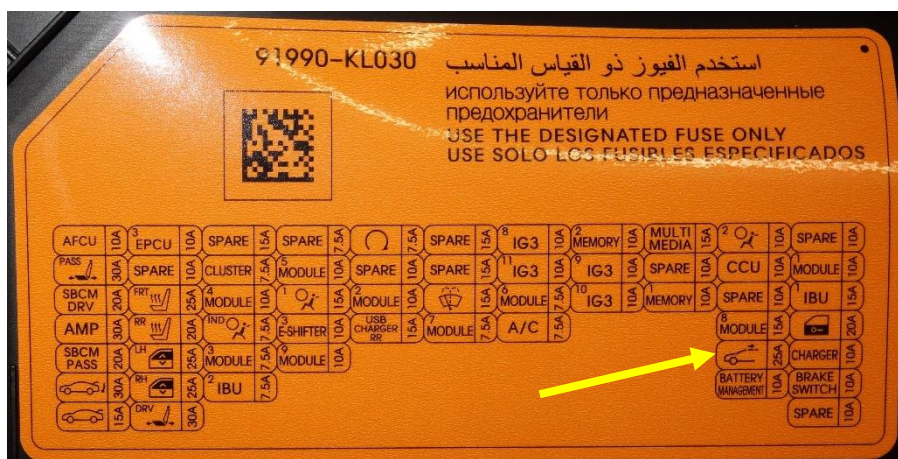 91990-KL030
استخدم الفيوز ذو القياس المناسب
используйте только предназначенные
предохранители
USE THE DESIGNATED FUSE ONLY
USE SOLO LOS FUSIBLES ESPECIFICADOS
AFCU 10A 3 EPCU 10A SPARE 15A SPARE 7.5A 7.5A SPARE 15A 8 IG3 10A 2 MEMORY 10A MULTI MEDIA 15A 2 10A SPARE 10A
PASS 30A SPARE 10A CLUSTER 7.5A 5 MODULE 10A SPARE 10A SPARE 15A 11 IG3 10A 9 IG3 10A SPARE 10A CCU 10A 1 MODULE 10A
SBCM DRV 20A FRT 25A 4 MODULE 10A 1 15A 2 MODULE 10A 15A 6 MODULE 7.5A 10 IG3 10A 1 MEMORY 10A SPARE 10A 1 IBU 15A
AMP 30A RR 20A IND 7.5A 3 E-SHIFTER 10A USB CHARGER RR 15A 7 MODULE 7.5A A/C 7.5A 8 MODULE 15A 20A
SBCM PASS 20A LH 25A 3 MODULE 7.5A 9 MODULE 10A 25A CHARGER 10A
30A RH 25A 2 IBU 7.5A BATTERY MANAGEMENT 10A BRAKE SWITCH 10A
15A DRV 30A SPARE 10A